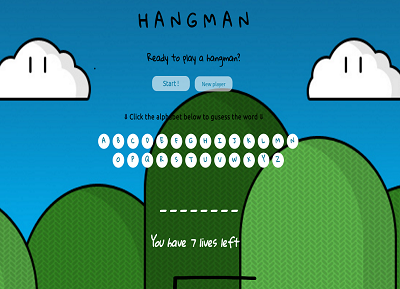 HANGMAN
Ready to play a hangman?
Start! New player
⇩ Click the alphabet below to gusess the word ⇩
A B C D E F G H I J K L M N
O P Q R S T U V W X Y Z
_ _ _ _ _ _ _ _
You have 7 lives left